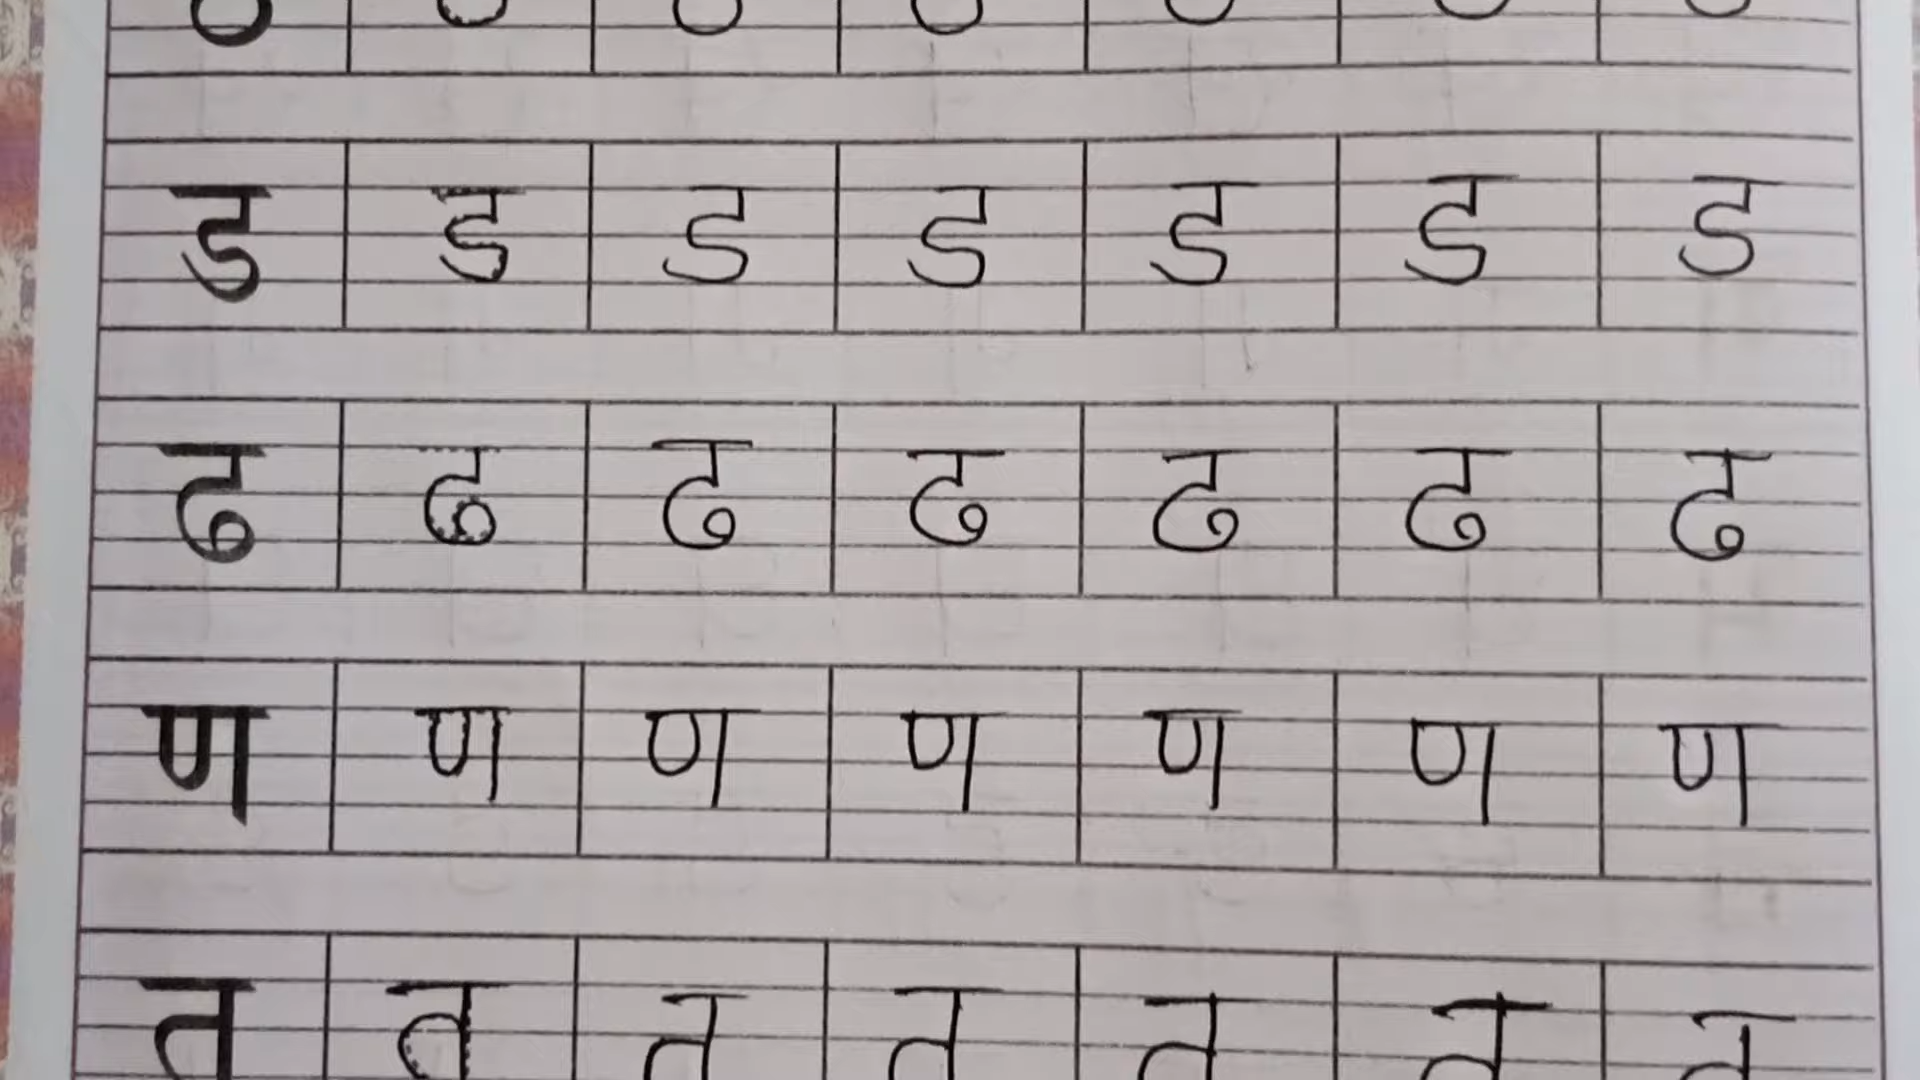 ड ड ड ड ड ड ड
ढ ढ ढ ढ ढ ढ ढ
ण ण ण ण ण ण ण
त त त त त त त